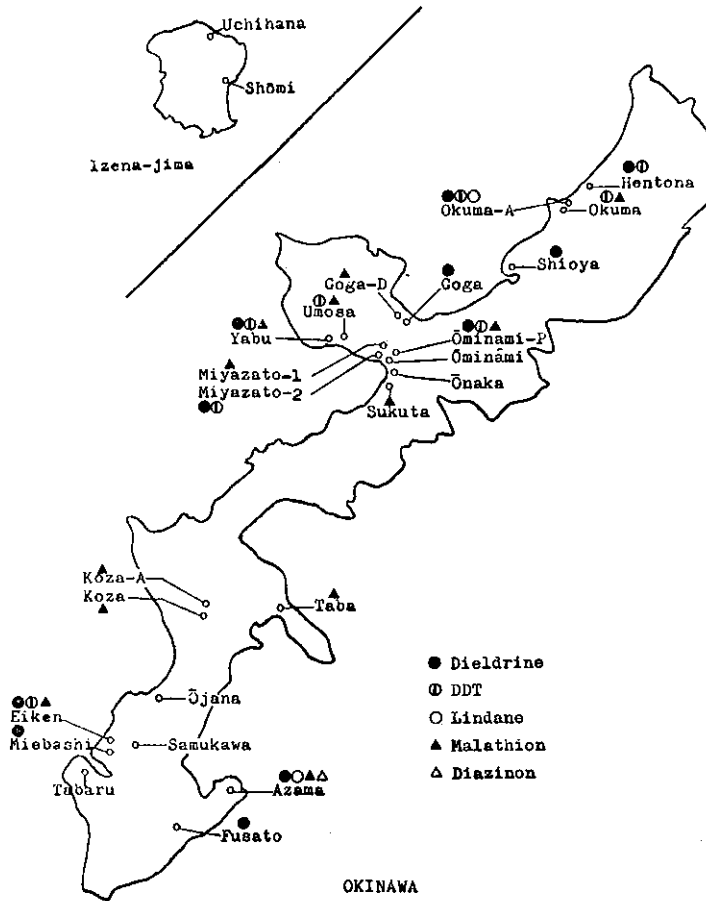 Uchihana
Shōmi
Izena-jima
Hentona
Okuma-A
Okuma
Shioya
Goga-D
Goga
Umosa
Yabu
Ōminami-P
Miyazato-1
Ōminámi
Miyazato-2
Ōnaka
Sukuta
Koza-A
Koza
Taba
Dieldrine
DDT
Ōjana
Lindane
Eiken
Malathion
Miebashi
Samukawa
Diazinon
Tabaru
Azama
Fusato
OKINAWA